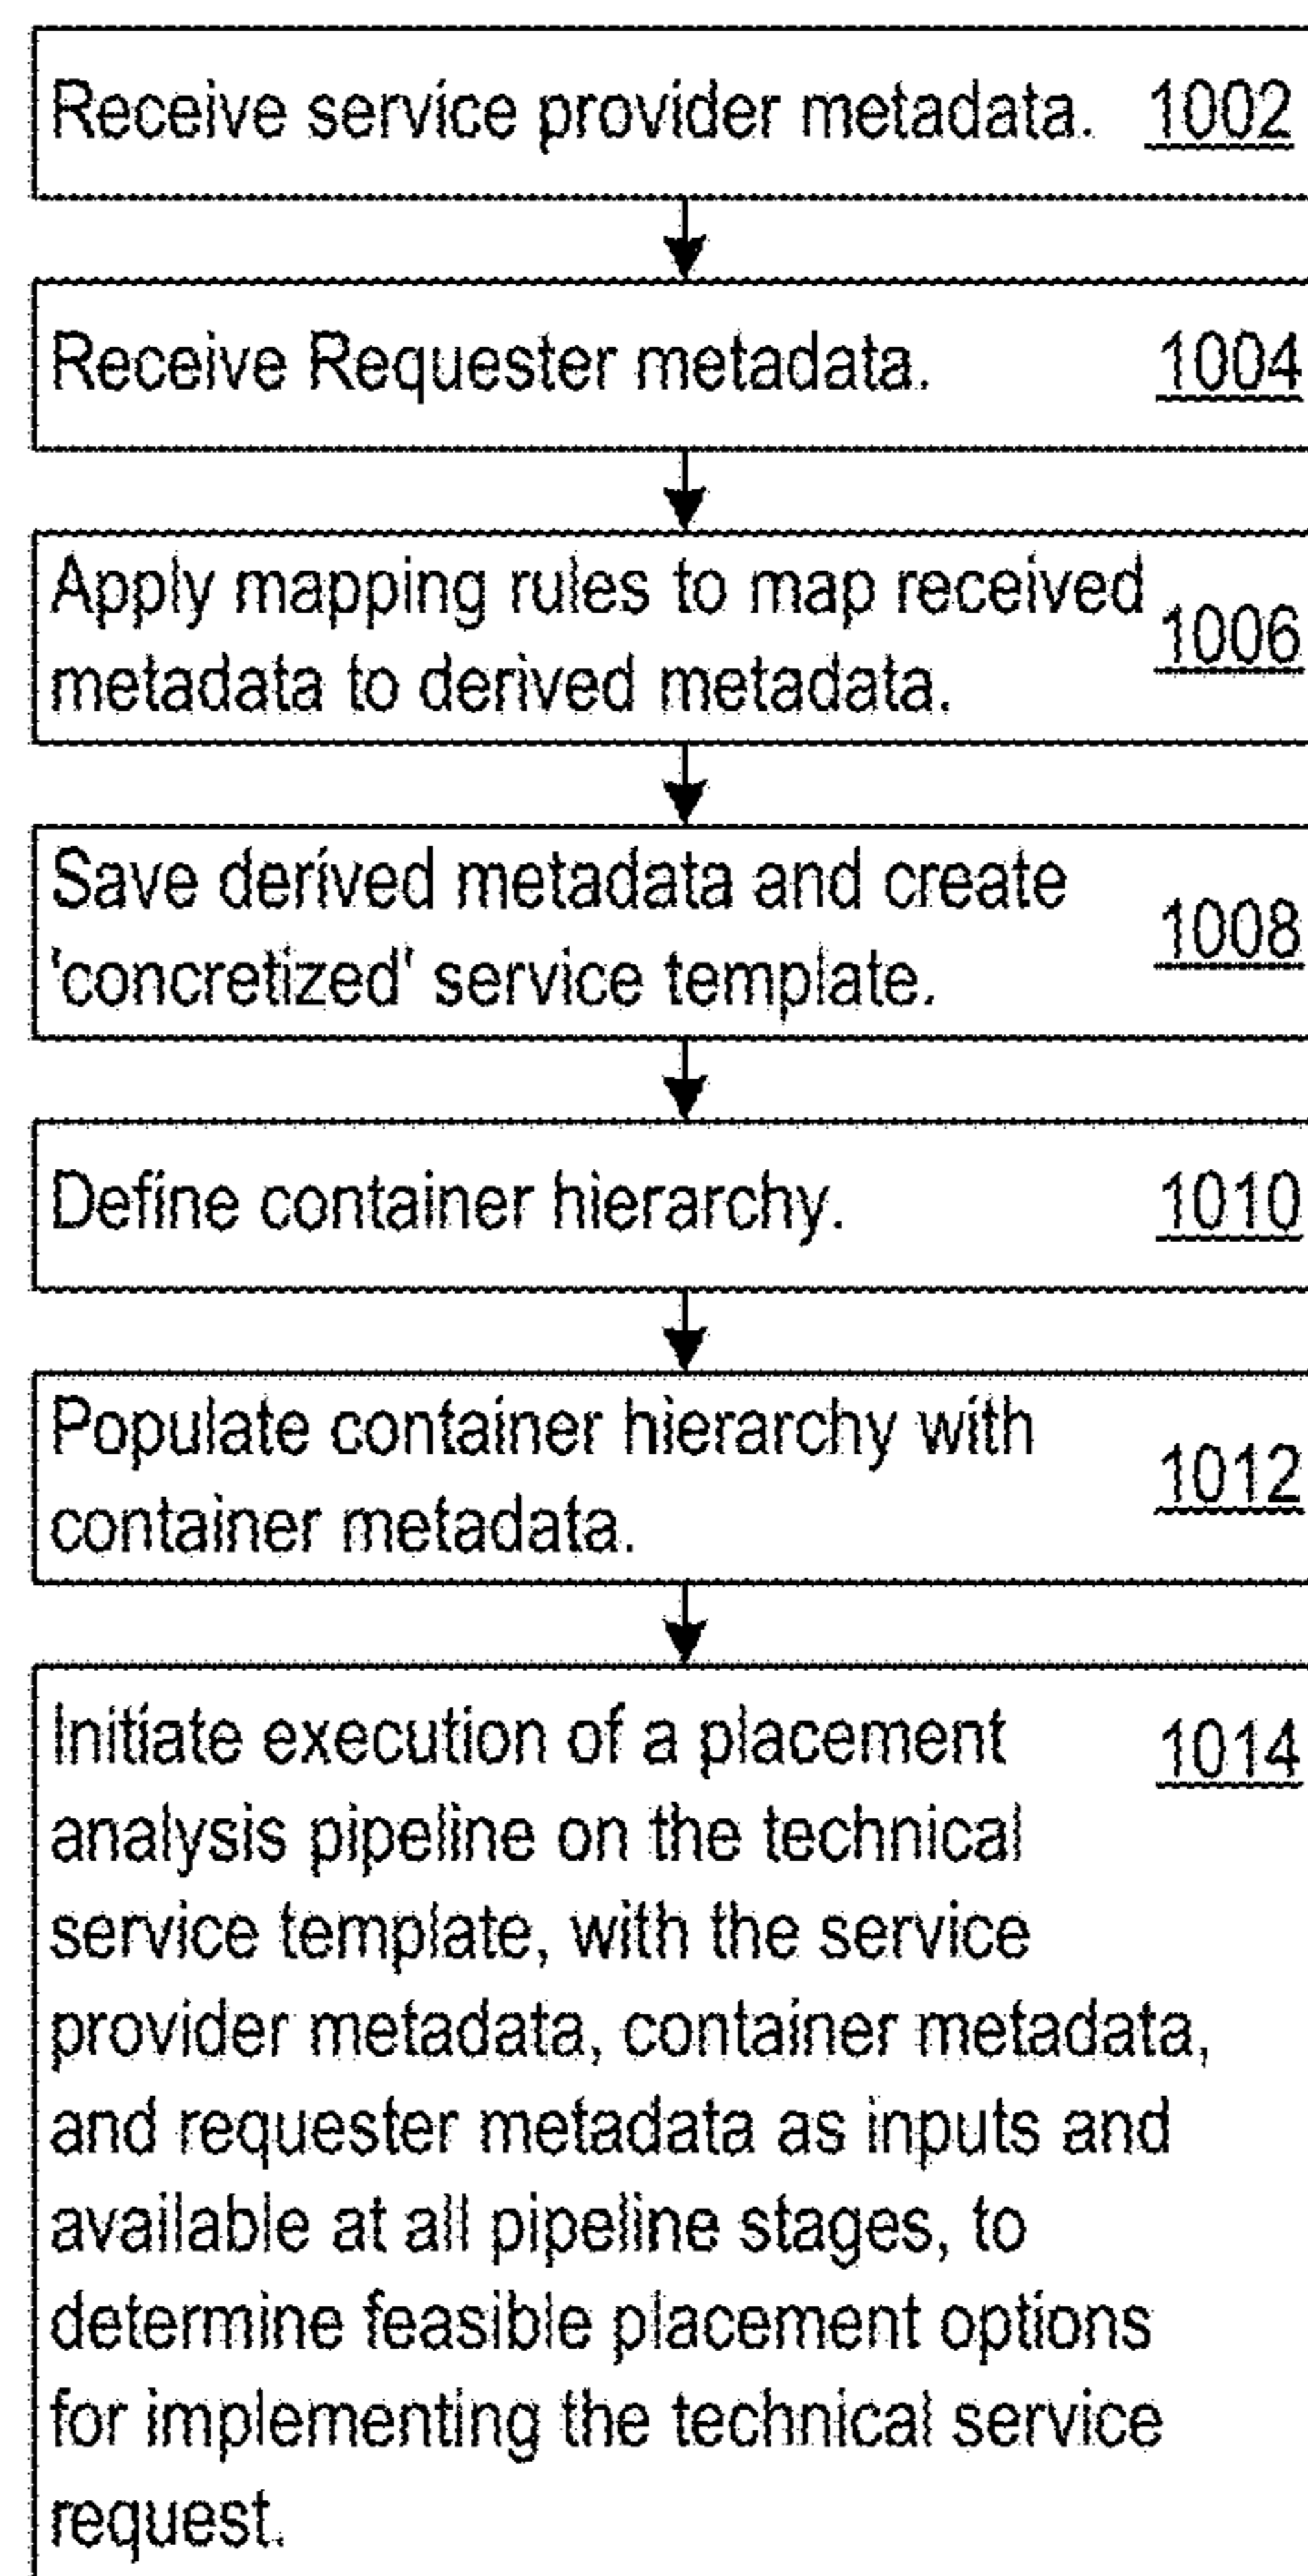 Receive service provider metadata. 1002
Receive Requester metadata. 1004
Apply mapping rules to map received
metadata to derived metadata.
1006
Save derived metadata and create
'concretized' service template.
1008
Define container hierarchy. 1010
Populate container hierarchy with
container metadata.
1012
Initiate execution of a placement 1014
analysis pipeline on the technical
service template, with the service
provider metadata, container metadata,
and requester metadata as inputs and
available at all pipeline stages, to
determine feasible placement options
for implementing the technical service
request.